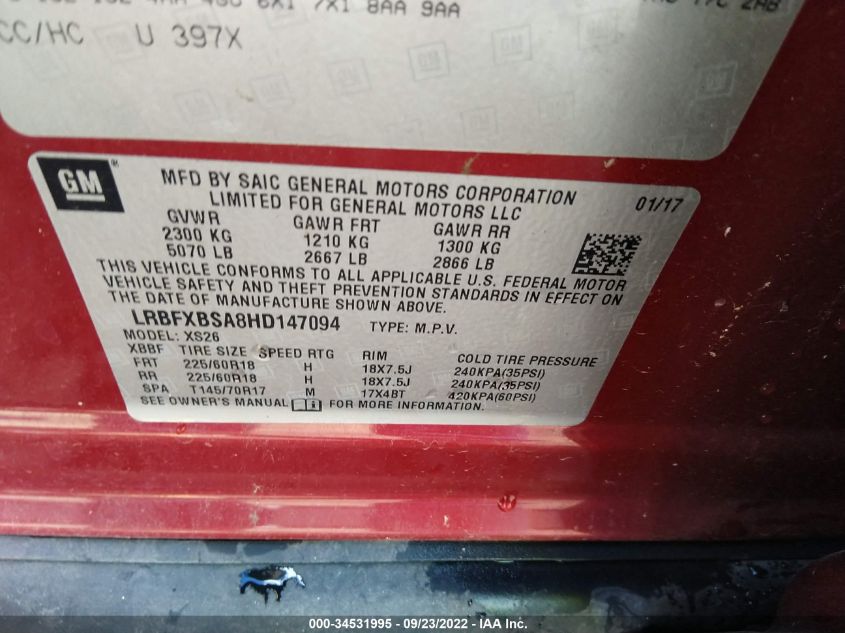 6X1 7X1 8AA 9AA
CC/HC U 397X
GM
MFD BY SAIC GENERAL MOTORS CORPORATION
LIMITED FOR GENERAL MOTORS LLC
01/17
GVWR GAWR FRT GAWR RR
2300 KG 1210 KG 1300 KG
5070 LB 2667 LB 2866 LB
THIS VEHICLE CONFORMS TO ALL APPLICABLE U.S. FEDERAL MOTOR
VEHICLE SAFETY AND THEFT PREVENTION STANDARDS IN EFFECT ON
THE DATE OF MANUFACTURE SHOWN ABOVE.
LRBFXBSA8HD147094 TYPE: M.P.V.
MODEL: XS26
XBBF TIRE SIZE SPEED RTG RIM COLD TIRE PRESSURE
FRT 225/60R18 H 18X7.5J 240KPA(35PSI)
RR 225/60R18 H 18X7.5J 240KPA(35PSI)
SPA T145/70R17 M 17X4BT 420KPA(60PSI)
SEE OWNER'S MANUAL FOR MORE INFORMATION.
000-34531995 - 09/23/2022 - IAA Inc.